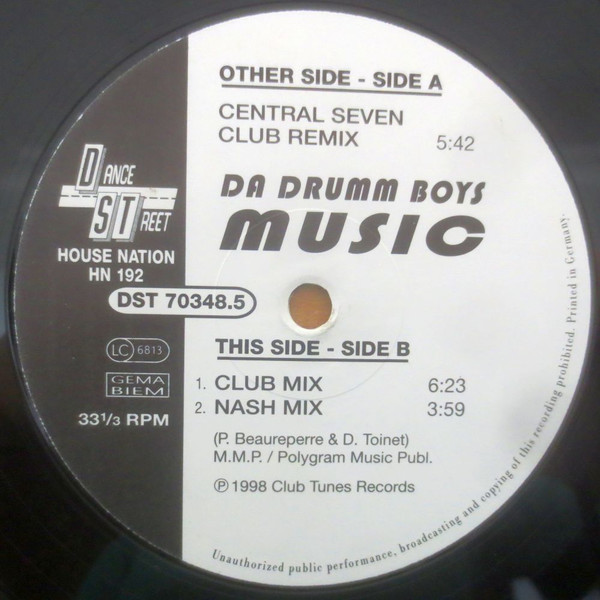 OTHER SIDE - SIDE A
CENTRAL SEVEN
CLUB REMIX 5:42
DANCE
STREET
HOUSE NATION
HN 192
DST 70348.5
DA DRUMM BOYS
MUSIC
LC 6813
GEMA
BIEM
33 1/3 RPM
THIS SIDE - SIDE B
1. CLUB MIX 6:23
2. NASH MIX 3:59
(P. Beaureperre & D. Toinet)
M.M.P. / Polygram Music Publ.
℗ 1998 Club Tunes Records
Unauthorized public performance, broadcasting and copying of this recording prohibited. Printed in Germany.